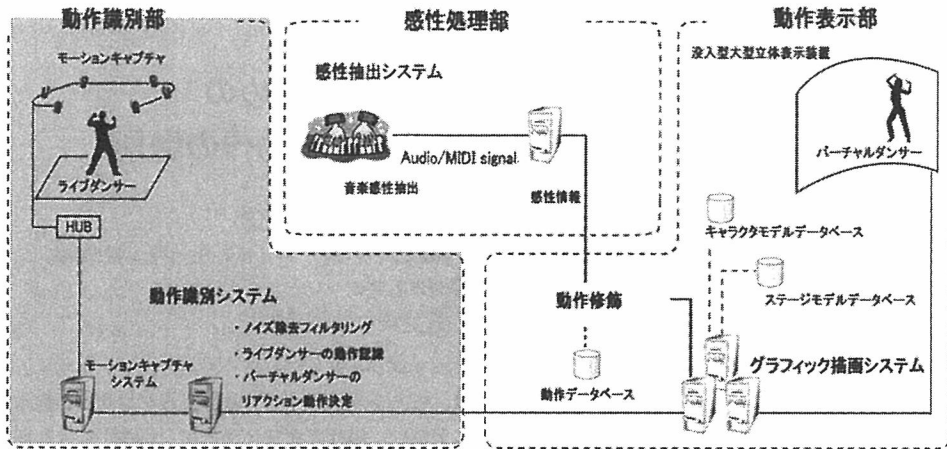 動作識別部
モーションキャプチャ
ライブダンサー
HUB
動作識別システム
・ノイズ除去フィルタリング
・ライブダンサーの動作認識
・バーチャルダンサーの
リアクション動作決定
モーションキャプチャ
システム
感性処理部
感性抽出システム
Audio/MIDI signal
音楽感性抽出
感性情報
動作表示部
没入型大型立体表示装置
バーチャルダンサー
キャラクタモデルデータベース
ステージモデルデータベース
動作修飾
動作データベース
グラフィック描画システム